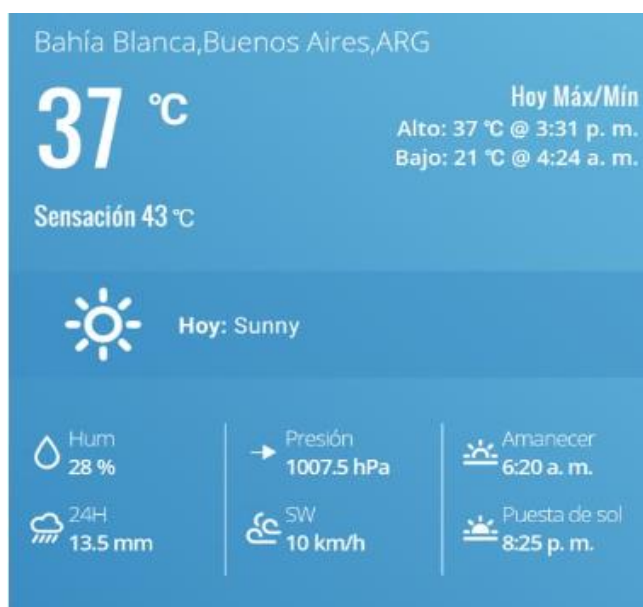 Bahía Blanca,Buenos Aires,ARG
37 °C
Hoy Máx/Mín
Alto: 37 °C @ 3:31 p. m.
Bajo: 21 °C @ 4:24 a. m.
Sensación 43 °C
Hoy: Sunny
Hum
28 %
Presión
1007.5 hPa
Amanecer
6:20 a. m.
24H
13.5 mm
SW
10 km/h
Puesta de sol
8:25 p. m.